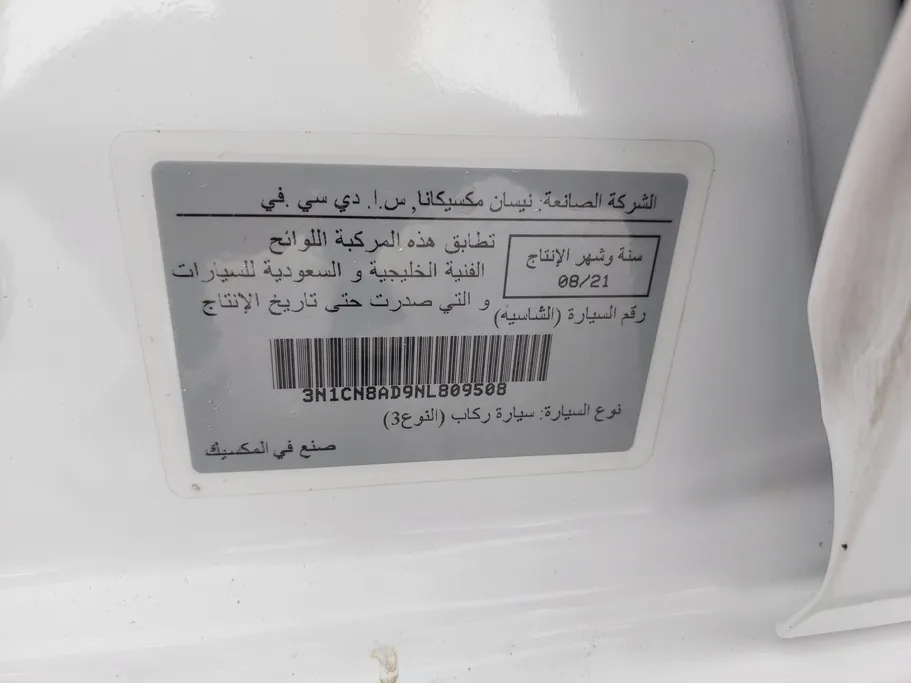 الشركة الصانعة: نيسان مكسيكانا, س.ا. دي سي .في
سنة وشهر الإنتاج
08/21
تطابق هذه المركبة اللوائح
الفنية الخليجية و السعودية للسيارات
و التي صدرت حتى تاريخ الإنتاج
رقم السيارة (الشاسيه)
3N1CN8AD9NL809508
نوع السيارة: سيارة ركاب (النوع3)
صنع في المكسيك